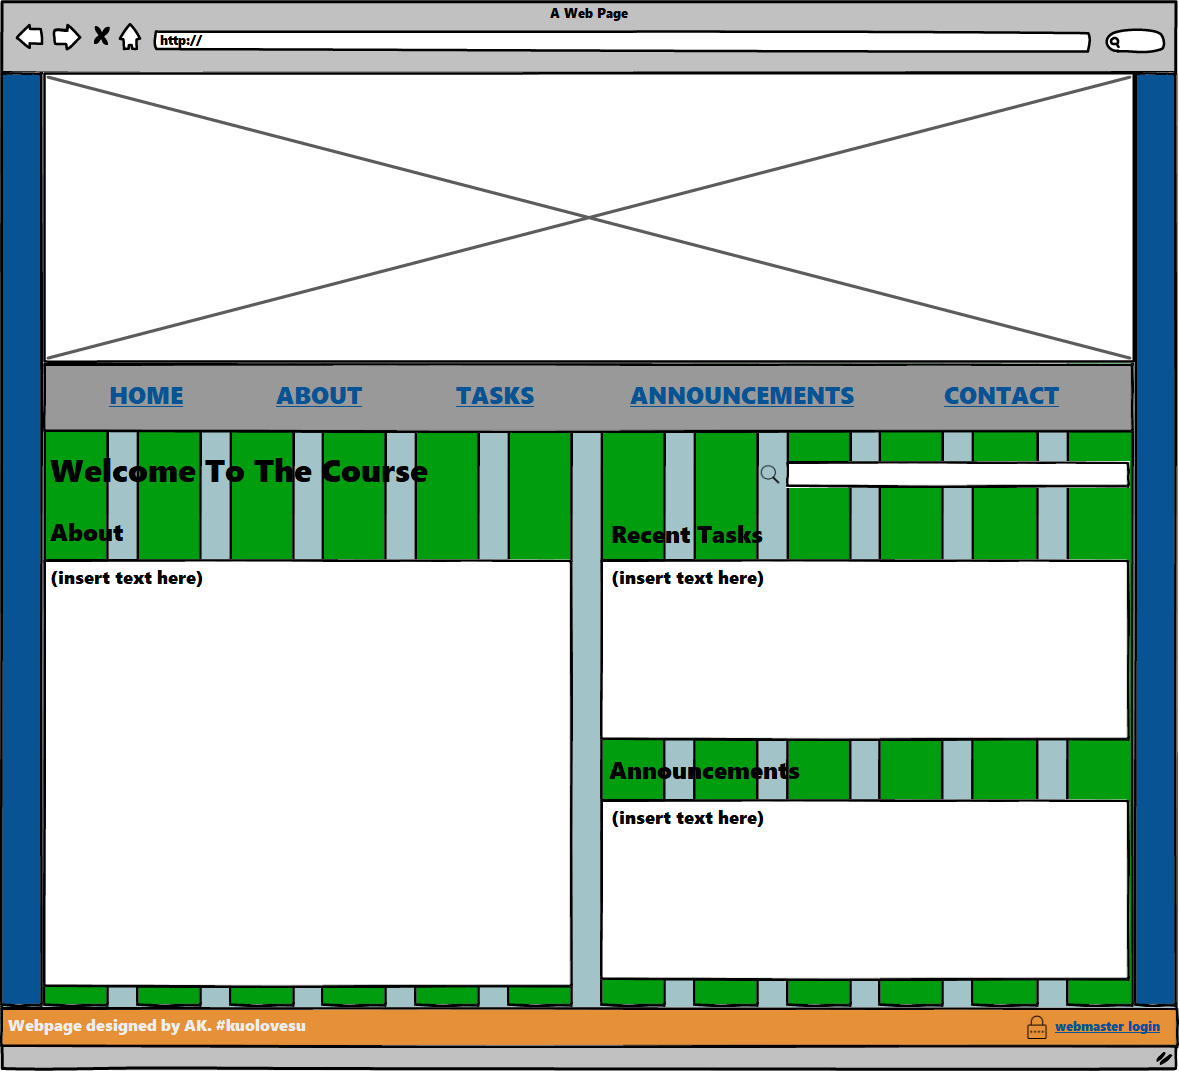 A Web Page
http://
HOME ABOUT TASKS ANNOUNCEMENTS CONTACT
Welcome To The Course
About
(insert text here)
Recent Tasks
(insert text here)
Announcements
(insert text here)
Webpage designed by AK. #kuolovesu
webmaster login